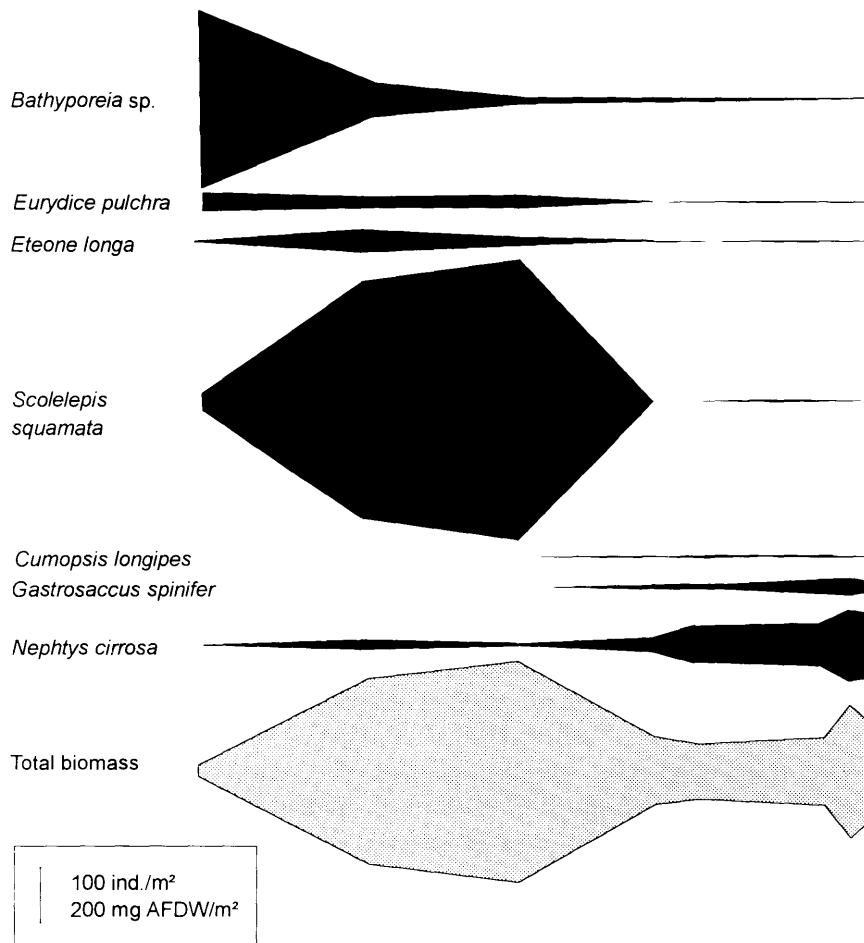 Bathyporeia sp.
Eurydice pulchra
Eteone longa
Scolelepis
squamata
Cumopsis longipes
Gastrosaccus spinifer
Nephtys cirrosa
Total biomass
100 ind./m²
200 mg AFDW/m²